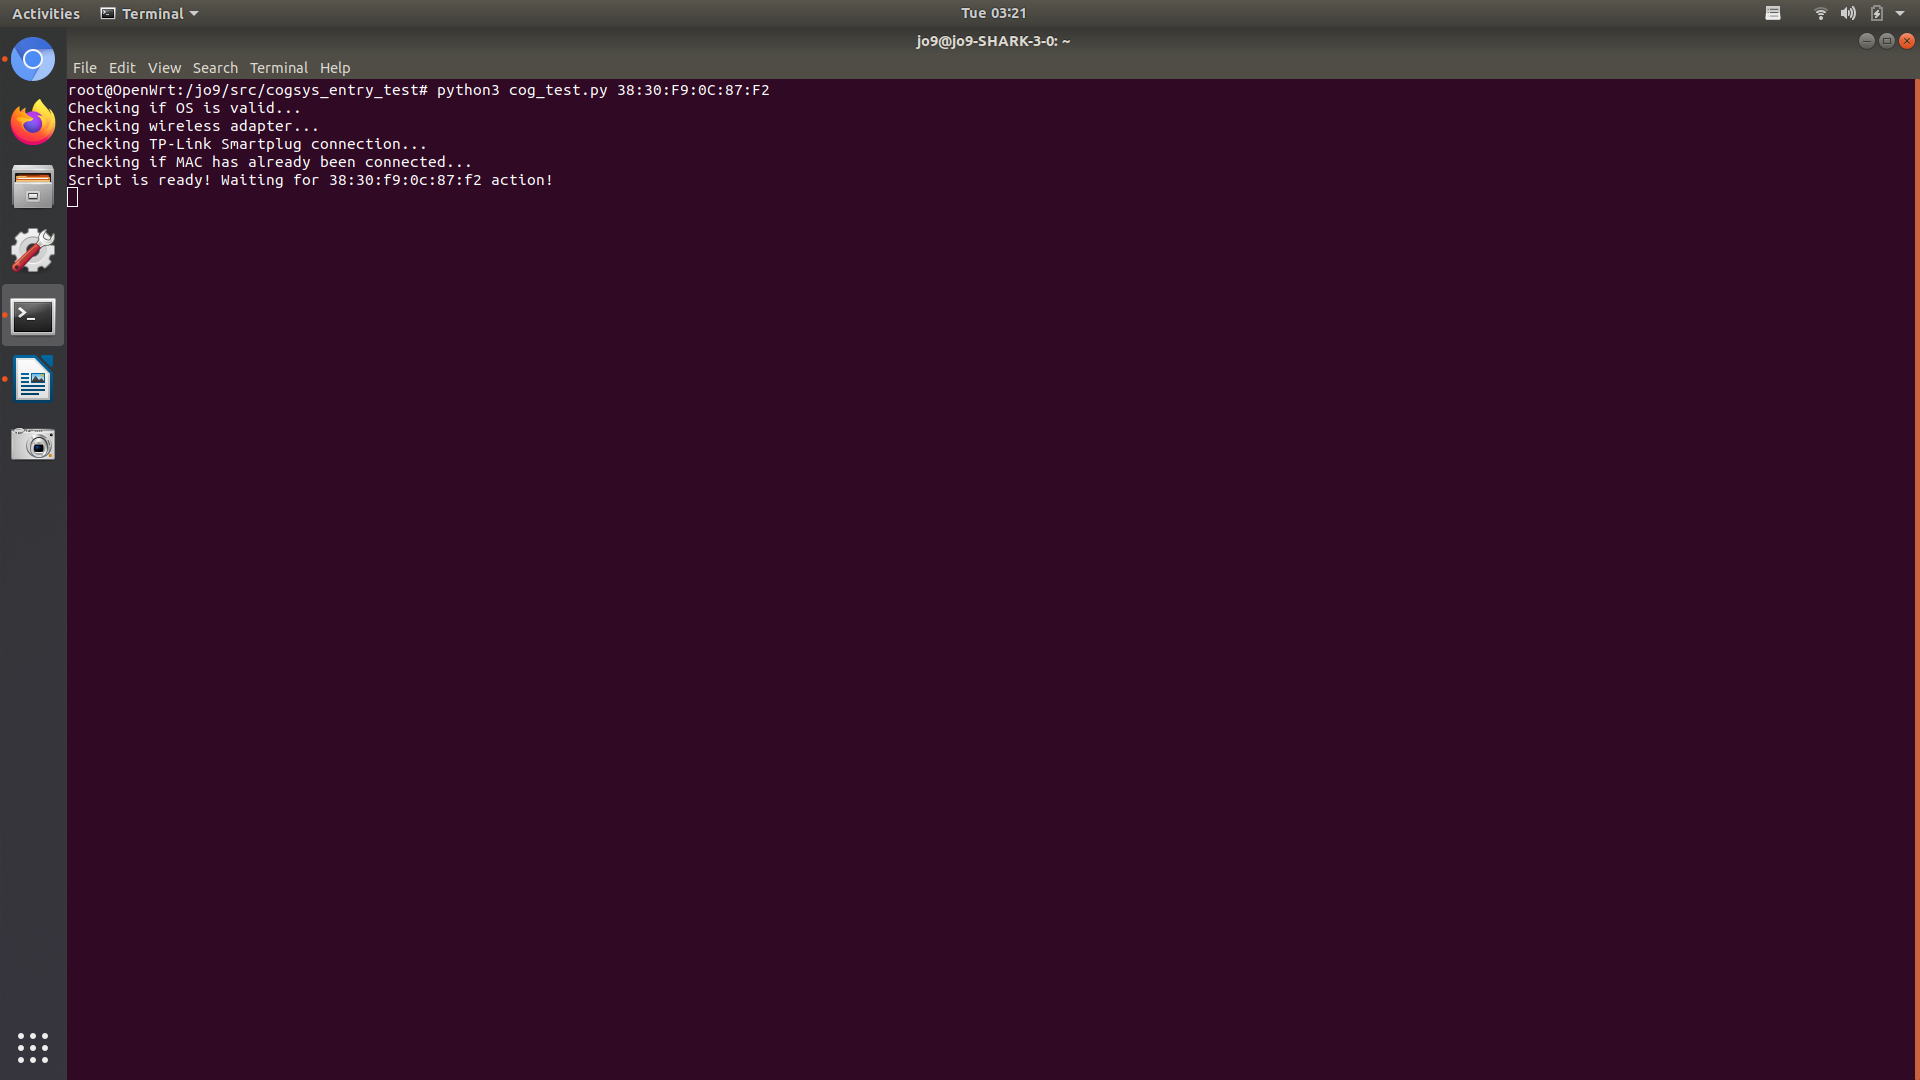 Activities Terminal Tue 03:21
jo9@jo9-SHARK-3-0: ~
File Edit View Search Terminal Help
root@OpenWrt:/jo9/src/cogsys_entry_test# python3 cog_test.py 38:30:F9:0C:87:F2
Checking if OS is valid...
Checking wireless adapter...
Checking TP-Link Smartplug connection...
Checking if MAC has already been connected...
Script is ready! Waiting for 38:30:f9:0c:87:f2 action!